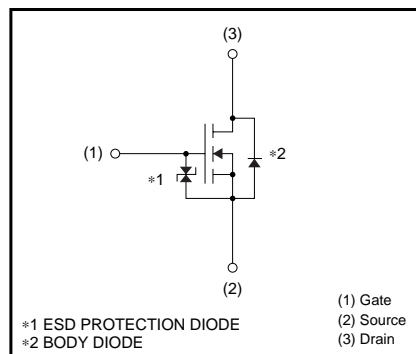 (3)
(1)
∗2
∗1
(2)
∗1 ESD PROTECTION DIODE
∗2 BODY DIODE
(1) Gate
(2) Source
(3) Drain